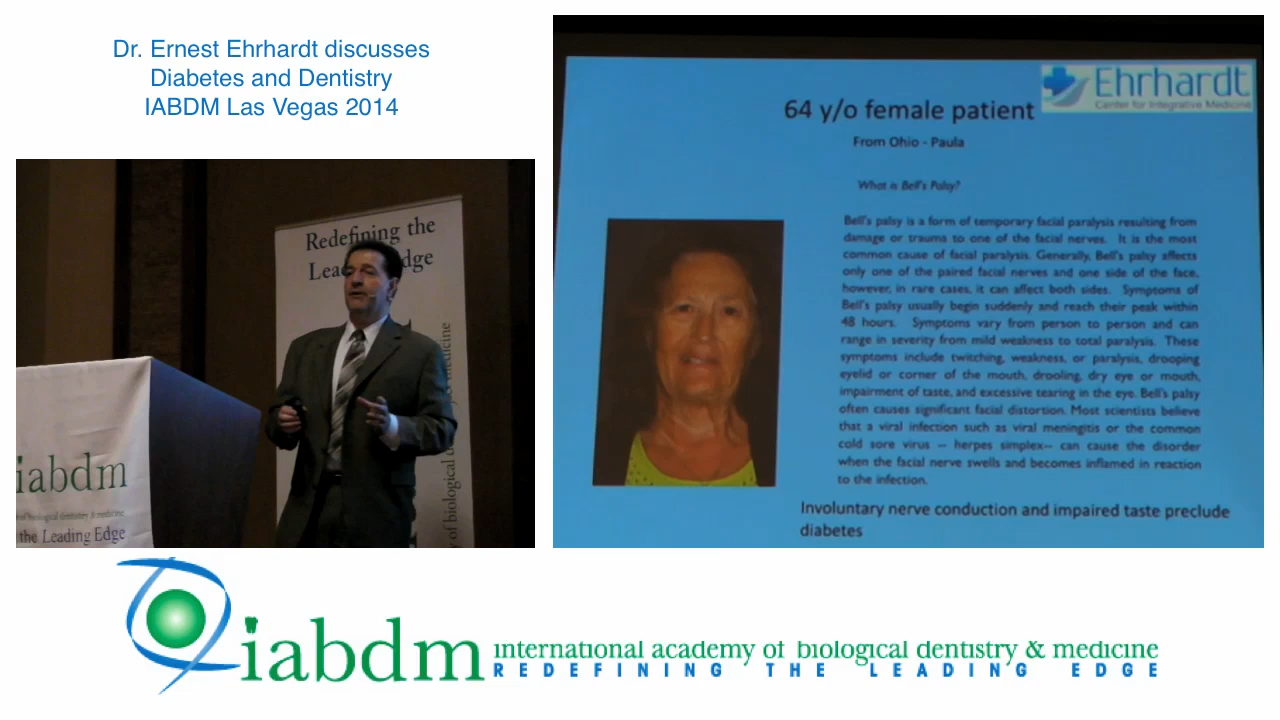 Dr. Ernest Ehrhardt discusses
Diabetes and Dentistry
IABDM Las Vegas 2014
Redefining the
Lea dge
iabdm
of biological dentistry & medicine
the Leading Edge
y of biological d y & medicine
Ehrhardt
Center for Integrative Medicine
64 y/o female patient
From Ohio - Paula
What is Bell's Palsy?
Bell's palsy is a form of temporary facial paralysis resulting from
damage or trauma to one of the facial nerves. It is the most
common cause of facial paralysis. Generally, Bell's palsy affects
only one of the paired facial nerves and one side of the face,
however, in rare cases, it can affect both sides. Symptoms of
Bell's palsy usually begin suddenly and reach their peak within
48 hours. Symptoms vary from person to person and can
range in severity from mild weakness to total paralysis. These
symptoms include twitching, weakness, or paralysis, drooping
eyelid or corner of the mouth, drooling, dry eye or mouth,
impairment of taste, and excessive tearing in the eye. Bell's palsy
often causes significant facial distortion. Most scientists believe
that a viral infection such as viral meningitis or the common
cold sore virus -- herpes simplex-- can cause the disorder
when the facial nerve swells and becomes inflamed in reaction
to the infection.
Involuntary nerve conduction and impaired taste preclude
diabetes
iabdm international academy of biological dentistry & medicine
REDEFINING THE LEADING EDGE